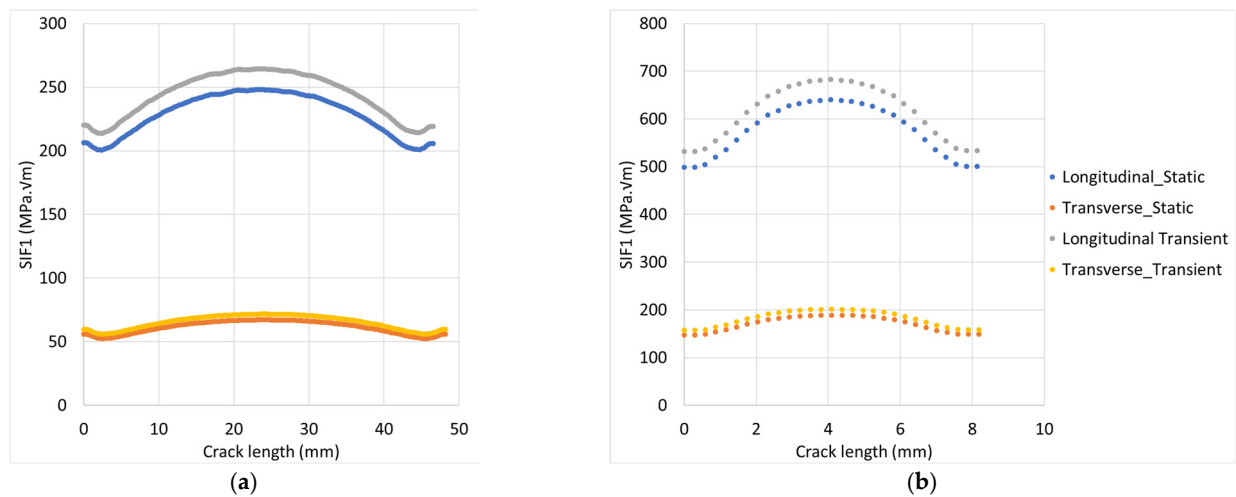 300
250
200
150
100
50
0
SIF1 (MPa.√m)
0 10 20 30 40 50
Crack length (mm)
(a)
800
700
600
500
400
300
200
100
0
SIF1 (MPa.√m)
0 2 4 6 8 10
Crack length (mm)
(b)
Longitudinal_Static
Transverse_Static
Longitudinal Transient
Transverse_Transient